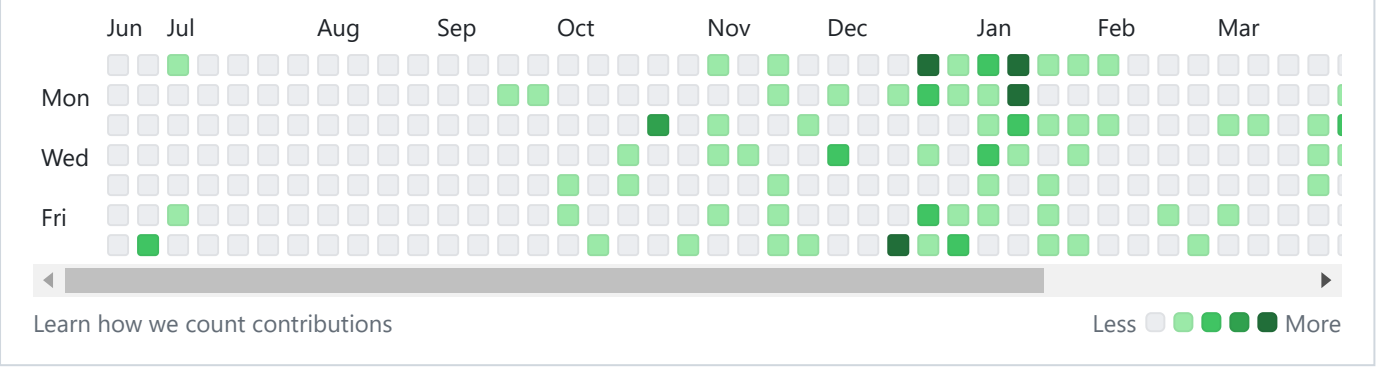 Jun Jul Aug Sep Oct Nov Dec Jan Feb Mar
Mon
Wed
Fri
Learn how we count contributions
Less More